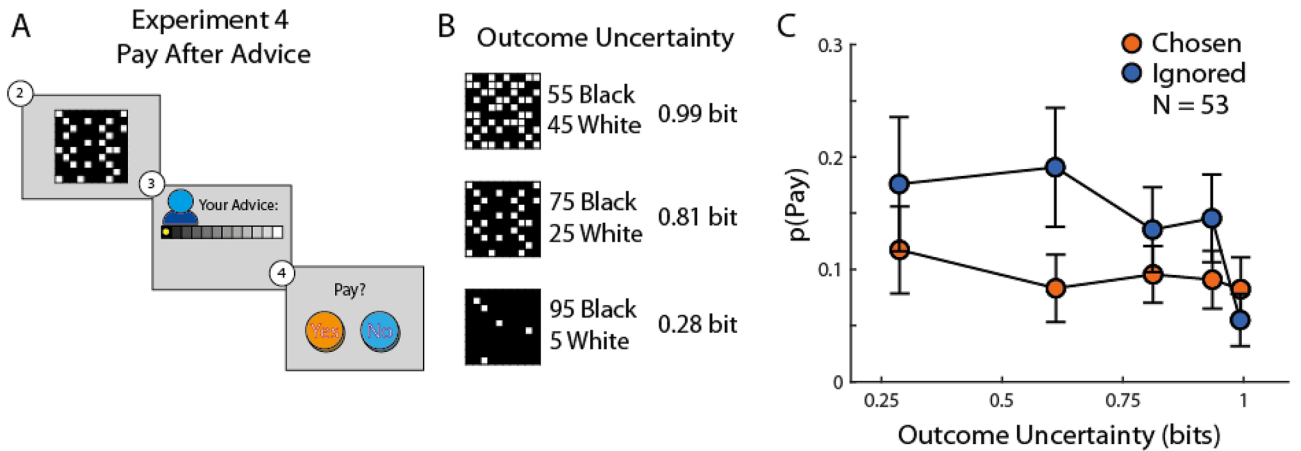 A
Experiment 4
Pay After Advice
2
3
Your Advice:
4
Pay?
Yes No
B
Outcome Uncertainty
55 Black
45 White
0.99 bit
75 Black
25 White
0.81 bit
95 Black
5 White
0.28 bit
C
Chosen
Ignored
N = 53
p(Pay)
0.3
0.2
0.1
0
0.25 0.5 0.75 1
Outcome Uncertainty (bits)